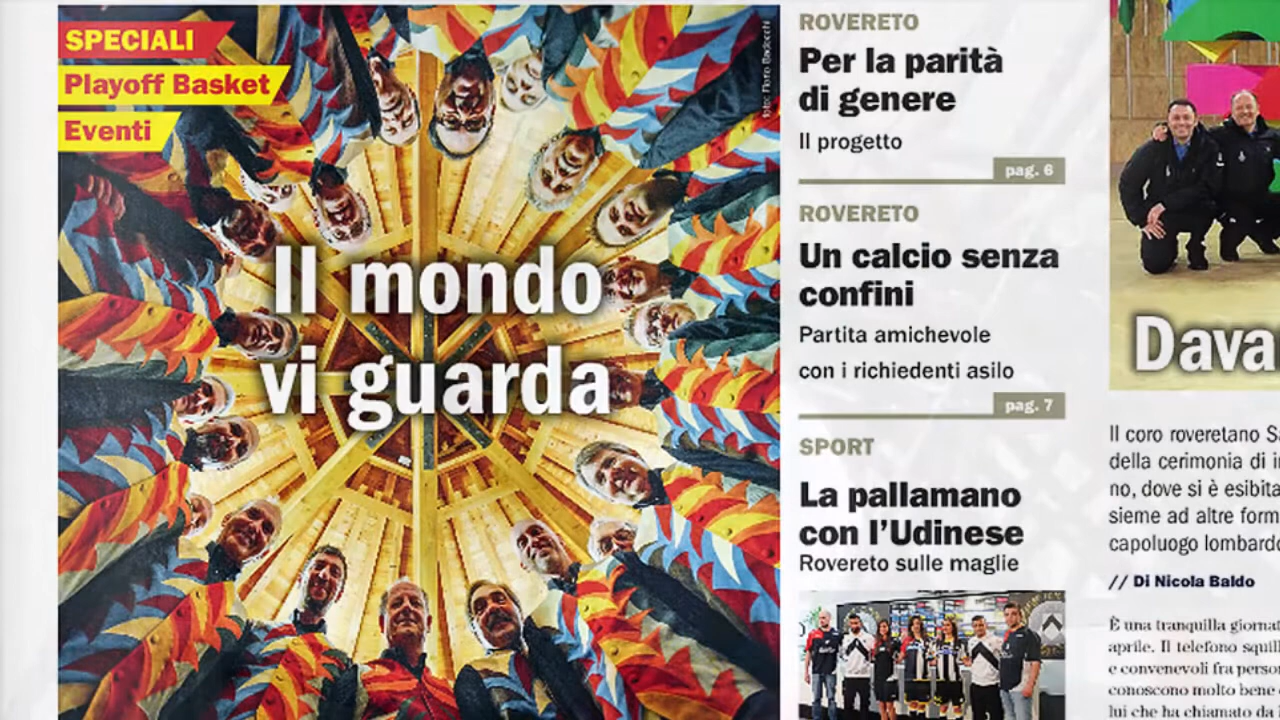 SPECIALI
Playoff Basket
Eventi
Il mondo
vi guarda
ROVERETO
Per la parità
di genere
Il progetto
pag. 6
ROVERETO
Un calcio senza
confini
Partita amichevole
con i richiedenti asilo
pag. 7
SPORT
La pallamano
con l'Udinese
Rovereto sulle maglie
Dava
Il coro roveretano S
della cerimonia di i
no, dove si è esibita
sieme ad altre form
capoluogo lombardo
// Di Nicola Baldo
È una tranquilla giornat
aprile. Il telefono squill
e convenevoli fra person
conoscono molto bene
lui che ha chiamato da